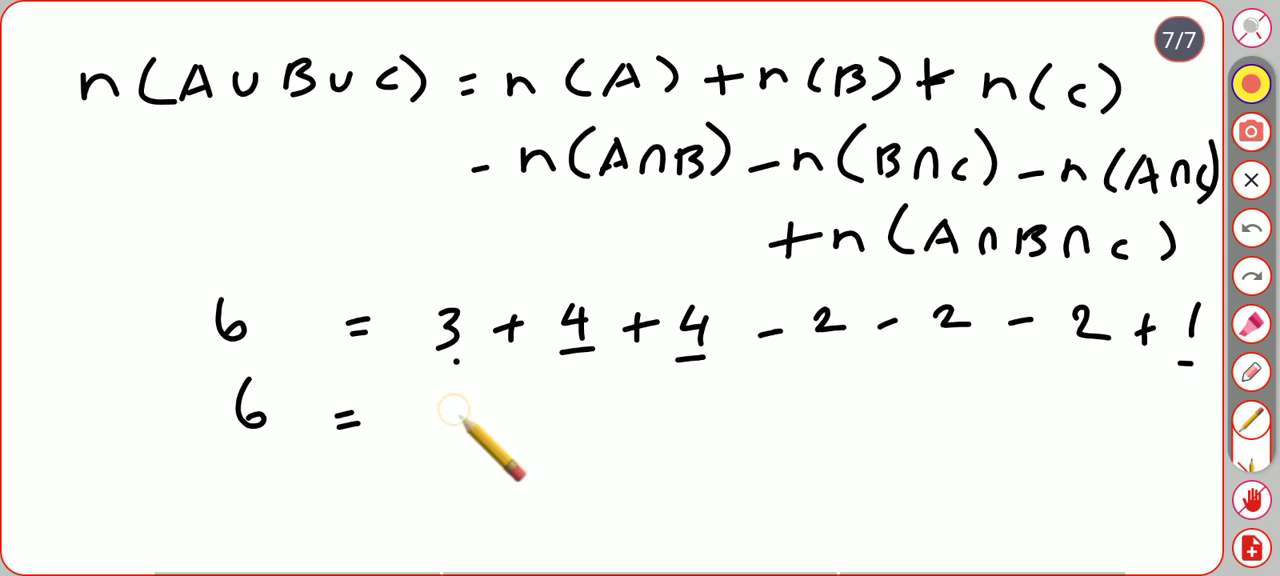 7/7
n(A∪B∪C) = n(A) + n(B) + n(C)
- n(A∩B) - n(B∩C) - n(A∩C)
+ n(A∩B∩C)
6 = 3 + 4 + 4 - 2 - 2 - 2 + 1
6 =